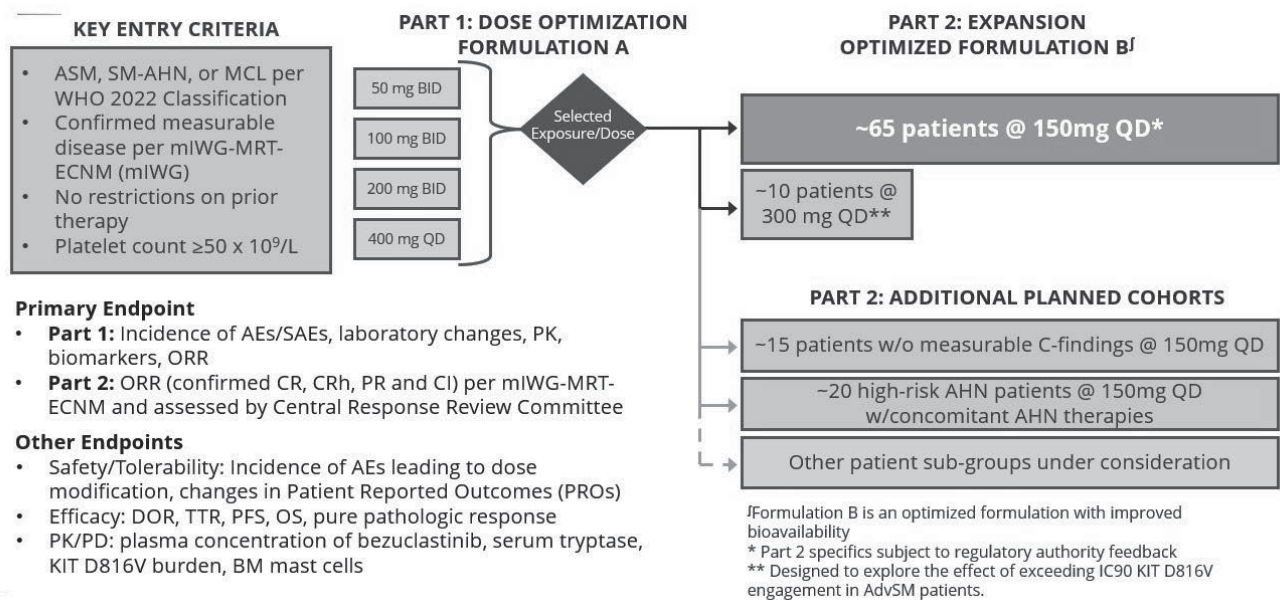 KEY ENTRY CRITERIA
• ASM, SM-AHN, or MCL per
WHO 2022 Classification
• Confirmed measurable
disease per mIWG-MRT-
ECNM (mIWG)
• No restrictions on prior
therapy
• Platelet count ≥50 x 10⁹/L
PART 1: DOSE OPTIMIZATION
FORMULATION A
50 mg BID
100 mg BID
200 mg BID
400 mg QD
Selected
Exposure/Dose
PART 2: EXPANSION
OPTIMIZED FORMULATION B∫
~65 patients @ 150mg QD*
~10 patients @
300 mg QD**
PART 2: ADDITIONAL PLANNED COHORTS
~15 patients w/o measurable C-findings @ 150mg QD
~20 high-risk AHN patients @ 150mg QD
w/concomitant AHN therapies
Other patient sub-groups under consideration
Primary Endpoint
• Part 1: Incidence of AEs/SAEs, laboratory changes, PK,
biomarkers, ORR
• Part 2: ORR (confirmed CR, CRh, PR and CI) per mIWG-MRT-
ECNM and assessed by Central Response Review Committee
Other Endpoints
• Safety/Tolerability: Incidence of AEs leading to dose
modification, changes in Patient Reported Outcomes (PROs)
• Efficacy: DOR, TTR, PFS, OS, pure pathologic response
• PK/PD: plasma concentration of bezuclastinib, serum tryptase,
KIT D816V burden, BM mast cells
∫Formulation B is an optimized formulation with improved
bioavailability
* Part 2 specifics subject to regulatory authority feedback
** Designed to explore the effect of exceeding IC90 KIT D816V
engagement in AdvSM patients.